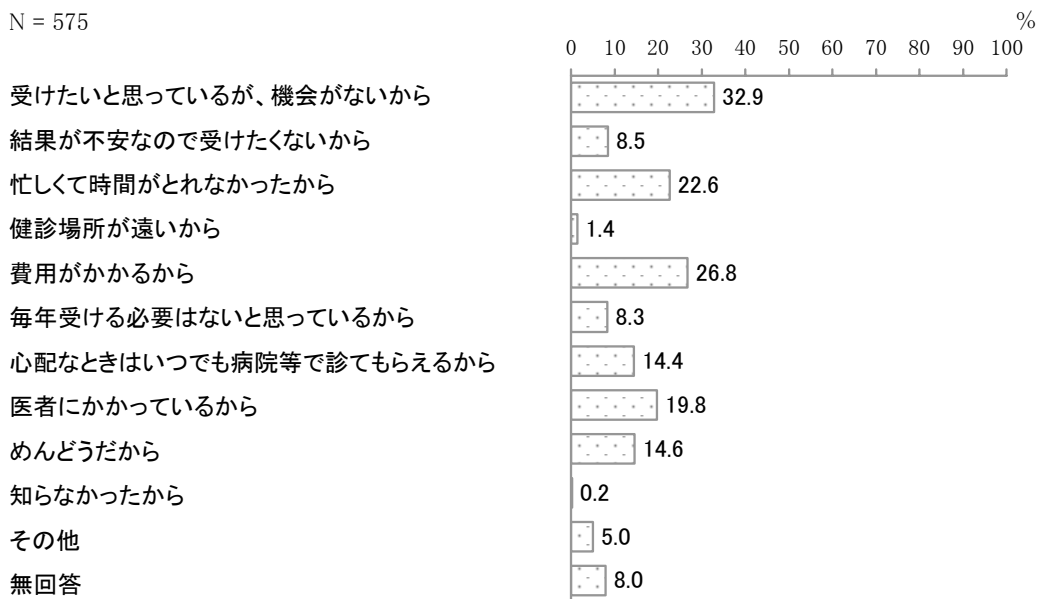 N = 575
%
0 10 20 30 40 50 60 70 80 90 100
受けたいと思っているが、機会がないから 32.9
結果が不安なので受けたくないから 8.5
忙しくて時間がとれなかったから 22.6
健診場所が遠いから 1.4
費用がかかるから 26.8
毎年受ける必要はないと思っているから 8.3
心配なときはいつでも病院等で診てもらえるから 14.4
医者にかかっているから 19.8
めんどうだから 14.6
知らなかったから 0.2
その他 5.0
無回答 8.0